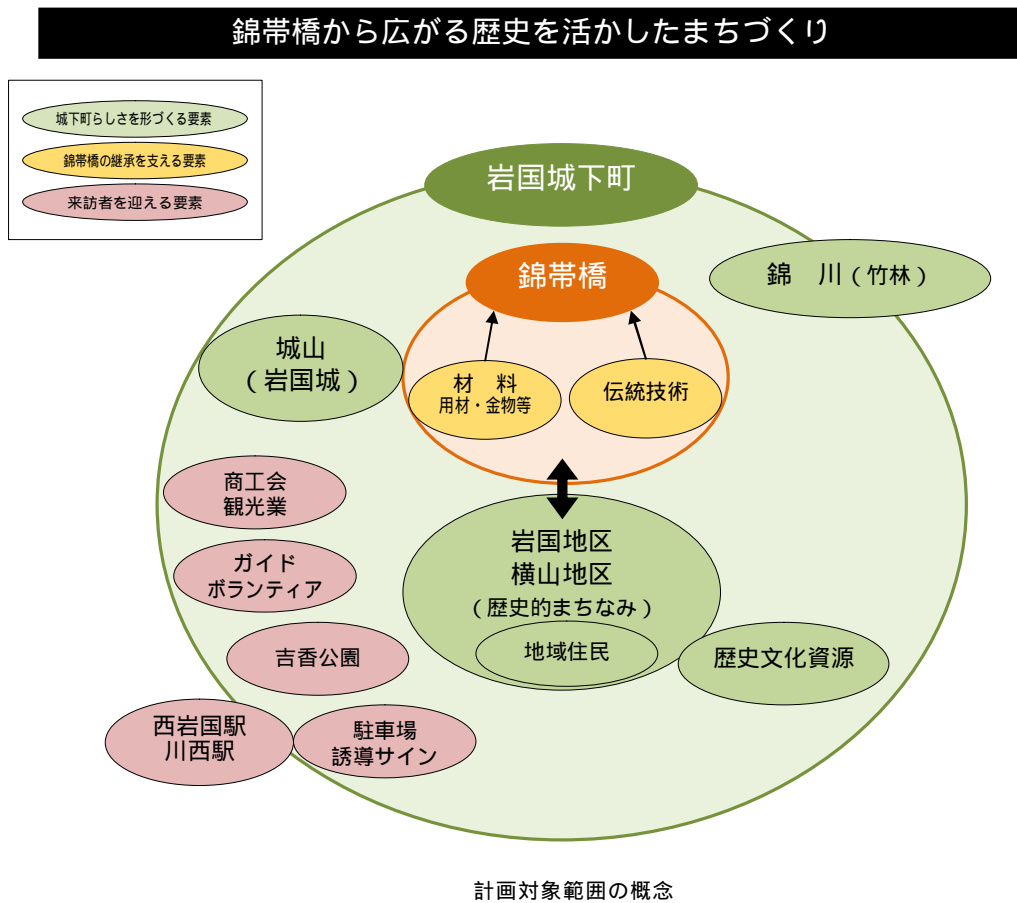 錦帯橋から広がる歴史を活かしたまちづくり
城下町らしさを形づくる要素
錦帯橋の継承を支える要素
来訪者を迎える要素
岩国城下町
錦帯橋
錦　川（竹林）
城山
（岩国城）
材　料
用材・金物等
伝統技術
商工会
観光業
ガイド
ボランティア
岩国地区
横山地区
（歴史的まちなみ）
地域住民
吉香公園
歴史文化資源
西岩国駅
川西駅
駐車場
誘導サイン
計画対象範囲の概念